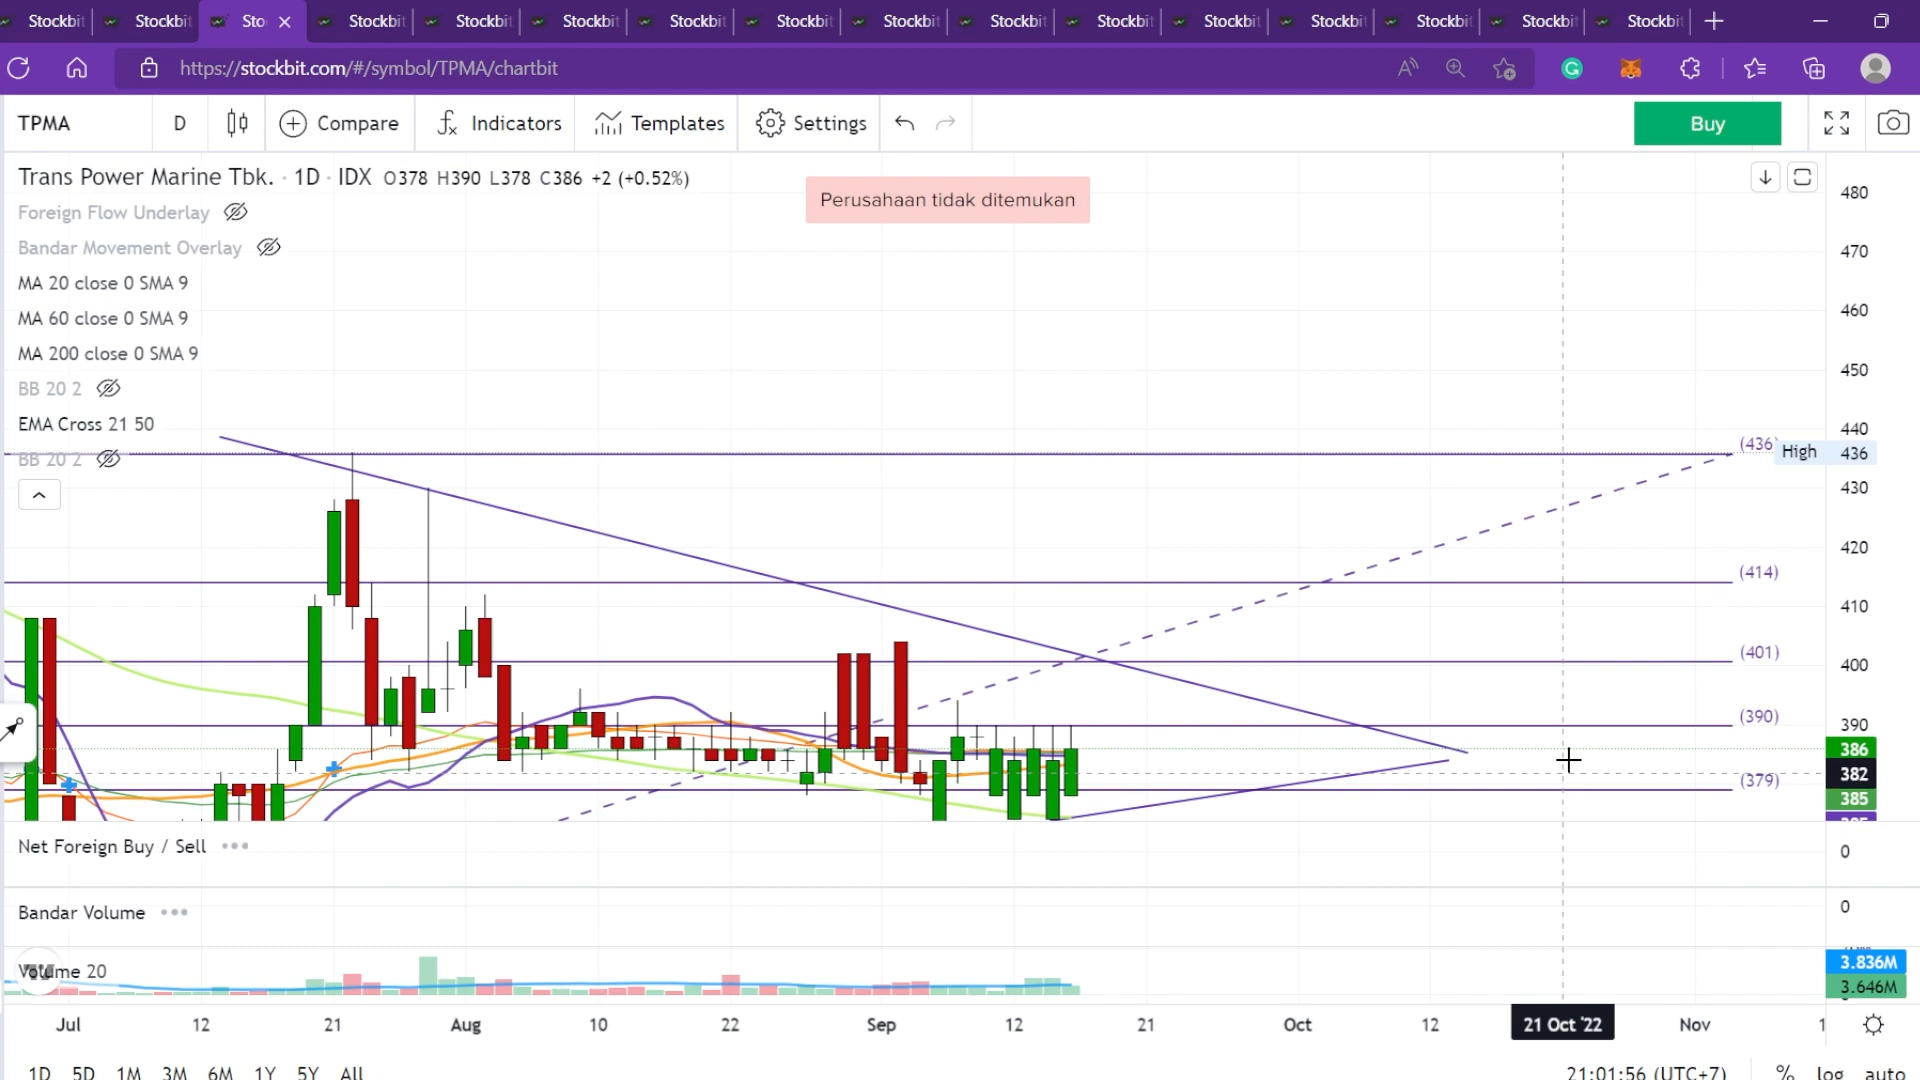 Stockbit Stockbit Sto Stockbit Stockbit Stockbit Stockbit Stockbit Stockbit Stockbit Stockbit Stockbit Stockbit Stockbit Stockbit Stockbit
https://stockbit.com/#/symbol/TPMA/chartbit
TPMA D Compare Indicators Templates Settings Buy
Trans Power Marine Tbk. · 1D · IDX O378 H390 L378 C386 +2 (+0.52%)
Perusahaan tidak ditemukan
Foreign Flow Underlay
Bandar Movement Overlay
MA 20 close 0 SMA 9
MA 60 close 0 SMA 9
MA 200 close 0 SMA 9
BB 20 2
EMA Cross 21 50
BB 20 2
480
470
460
450
440
(436) High 436
430
420
(414)
410
(401)
400
(390) 390
386
382
(379)
385
Net Foreign Buy / Sell 0
Bandar Volume 0
Volume 20
3.836M
3.646M
Jul 12 21 Aug 10 22 Sep 12 21 Oct 12 21 Oct '22 Nov 1
1D 5D 1M 3M 6M 1Y 5Y All 21:01:56 (UTC+7) % log auto